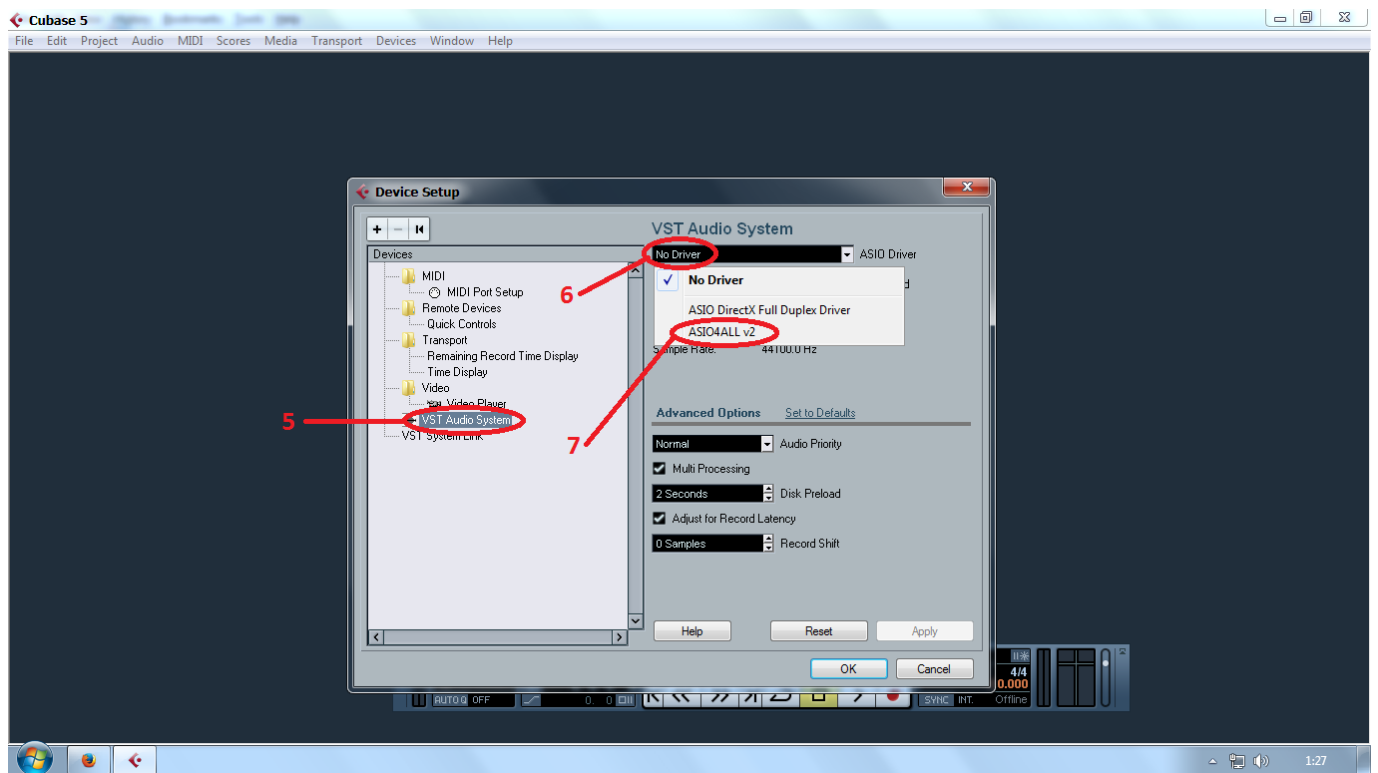 Cubase 5
File Edit Project Audio MIDI Scores Media Transport Devices Window Help
Device Setup
VST Audio System
Devices
No Driver
ASIO Driver
MIDI
MIDI Port Setup
Remote Devices
Quick Controls
Transport
Remaining Record Time Display
Time Display
Video
Video Player
VST Audio System
VST System Link
No Driver
ASIO DirectX Full Duplex Driver
ASIO4ALL v2
Sample Rate: 44100.0 Hz
5
6
7
Advanced Options Set to Defaults
Normal Audio Priority
Multi Processing
2 Seconds Disk Preload
Adjust for Record Latency
0 Samples Record Shift
Help Reset Apply
OK Cancel
4/4
0.000
AUTO Q OFF
0. 0
SYNC INT. Offline
1:27